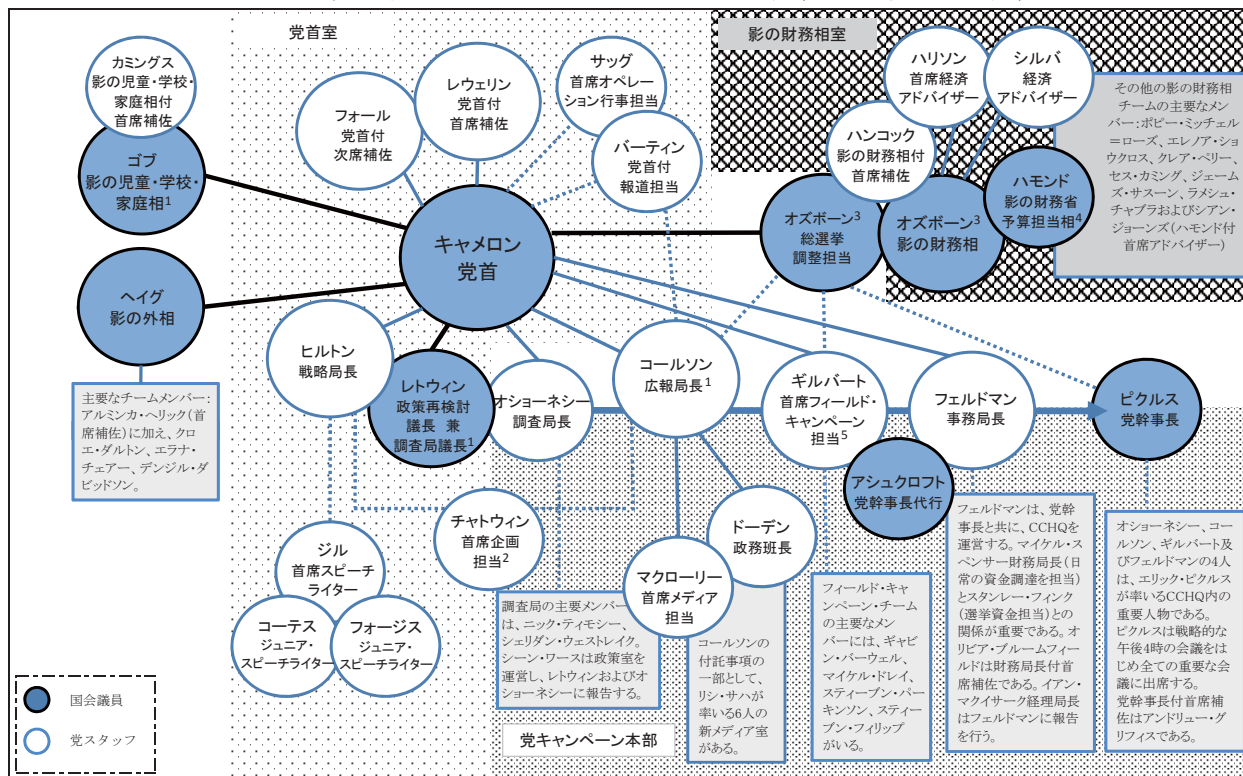 党首室
影の財務相室
カミングス
影の児童・学校・
家庭相付
首席補佐
ゴブ
影の児童・学校・
家庭相1
ヘイグ
影の外相
主要なチームメンバー:
アルミンカ・ヘリック(首
席補佐)に加え、クロ
エ・ダルトン、エラナ・
チェアー、デンジル・ダ
ビッドソン。
フォール
党首付
次席補佐
レウェリン
党首付
首席補佐
サッグ
首席オペレー
ション行事担当
バーティン
党首付
報道担当
キャメロン
党首
ハンコック
影の財務相付
首席補佐
ハリソン
首席経済
アドバイザー
シルバ
経済
アドバイザー
オズボーン3
総選挙
調整担当
オズボーン3
影の財務相
ハモンド
影の財務省
予算担当相4
その他の影の財務相
チームの主要なメン
バー:ポピー・ミッチェル
=ローズ、エレノア・ショ
ウクロス、クレア・ペリー、
セス・カミング、ジェーム
ズ・サスーン、ラメシュ・
チャブラおよびシアン・
ジョーンズ(ハモンド付
首席アドバイザー)
ヒルトン
戦略局長
レトウィン
政策再検討
議長 兼
調査局議長1
オショーネシー
調査局長
コールソン
広報局長1
ギルバート
首席フィールド・
キャンペーン
担当5
フェルドマン
事務局長
ピクルス
党幹事長
アシュクロフト
党幹事長代行
チャトウィン
首席企画
担当2
ドーデン
政務班長
マクローリー
首席メディア
担当
ジル
首席スピーチ
ライター
コーテス
ジュニア・
スピーチライター
フォージス
ジュニア・
スピーチライター
調査局の主要メンバー
は、ニック・ティモシー、
シェリダン・ウェストレイク。
シーン・ワースは政策室を
運営し、レトウィンおよびオ
ショーネシーに報告する。
コールソンの
付託事項の
一部として、
リシ・サハが
率いる6人の
新メディア室
がある。
フィールド・キャ
ンペーン・チーム
の主要なメン
バーには、ギャビ
ン・バーウェル、
マイケル・ドレイ、
スティーブン・パー
キンソン、スティー
ブン・フィリップ
がいる。
フェルドマンは、党幹
事長と共に、CCHQを
運営する。マイケル・ス
ペンサー財務局長(日
常の資金調達を担当)
とスタンレー・フィンク
(選挙資金担当)との
関係が重要である。オ
リビア・ブルームフィー
ルドは財務局長付首
席補佐である。イアン・
マクイサーク経理局長
はフェルドマンに報告
を行う。
オショーネシー、コー
ルソン、ギルバート及
びフェルドマンの4人
は、エリック・ピクルス
が率いるCCHQ内の
重要人物である。
ピクルスは戦略的な
午後4時の会議をは
じめ全ての重要な会
議に出席する。
党幹事長付首席補
佐はアンドリュー・グ
リフィスである。
党キャンペーン本部
国会議員
党スタッフ